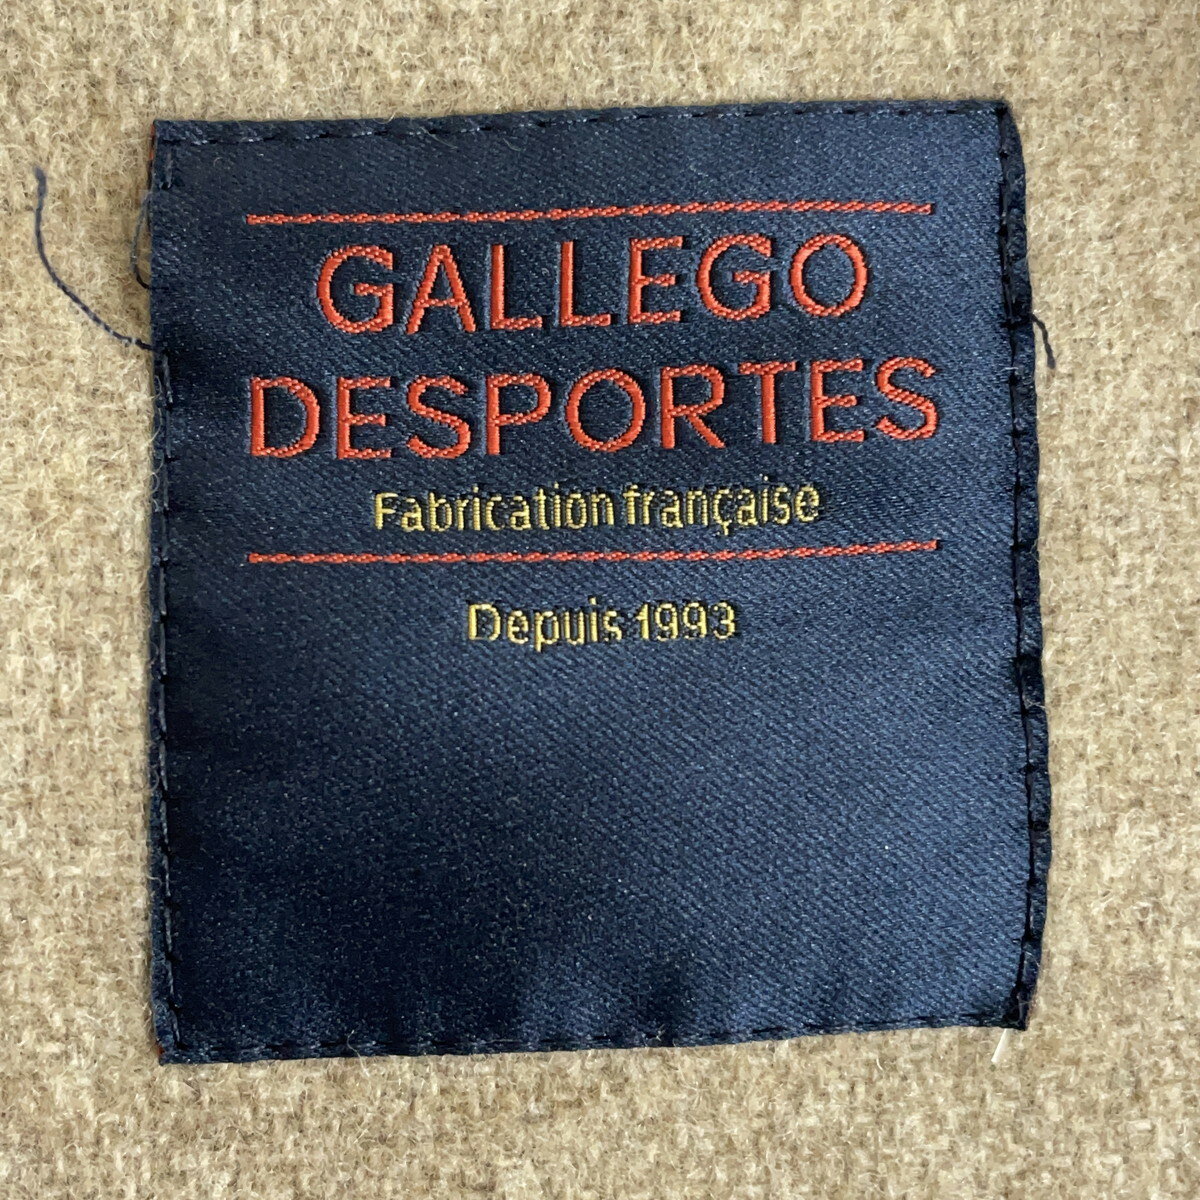 GALLEGO
DESPORTES
Fabrication française
Depuis 1993